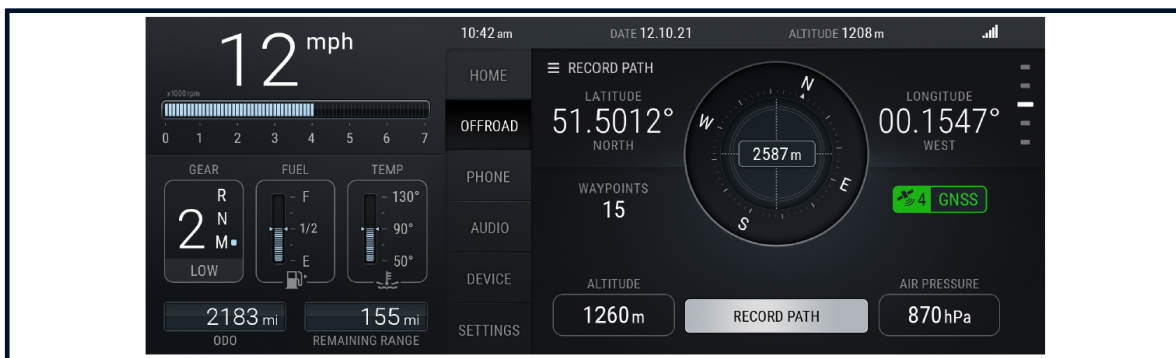 12 mph
x1000 rpm
0 1 2 3 4 5 6 7
GEAR FUEL TEMP
2 R N M LOW
F 1/2 E
130° 90° 50°
2183 mi
ODO
155 mi
REMAINING RANGE
10:42 am DATE 12.10.21 ALTITUDE 1208 m
HOME
OFFROAD
PHONE
AUDIO
DEVICE
SETTINGS
RECORD PATH
LATITUDE
51.5012°
NORTH
N
W
E
S
2587 m
LONGITUDE
00.1547°
WEST
WAYPOINTS
15
4 GNSS
ALTITUDE
1260 m
RECORD PATH
AIR PRESSURE
870 hPa